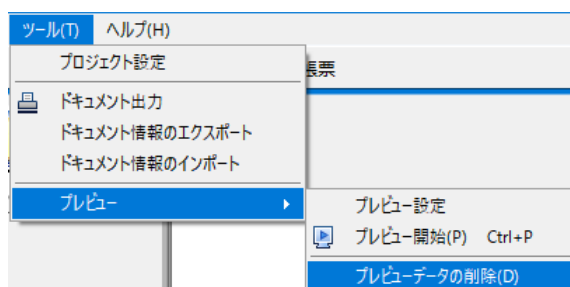 ツール(T) ヘルプ(H)
プロジェクト設定
帳票
ドキュメント出力
ドキュメント情報のエクスポート
ドキュメント情報のインポート
プレビュー
プレビュー設定
プレビュー開始(P) Ctrl+P
プレビューデータの削除(D)